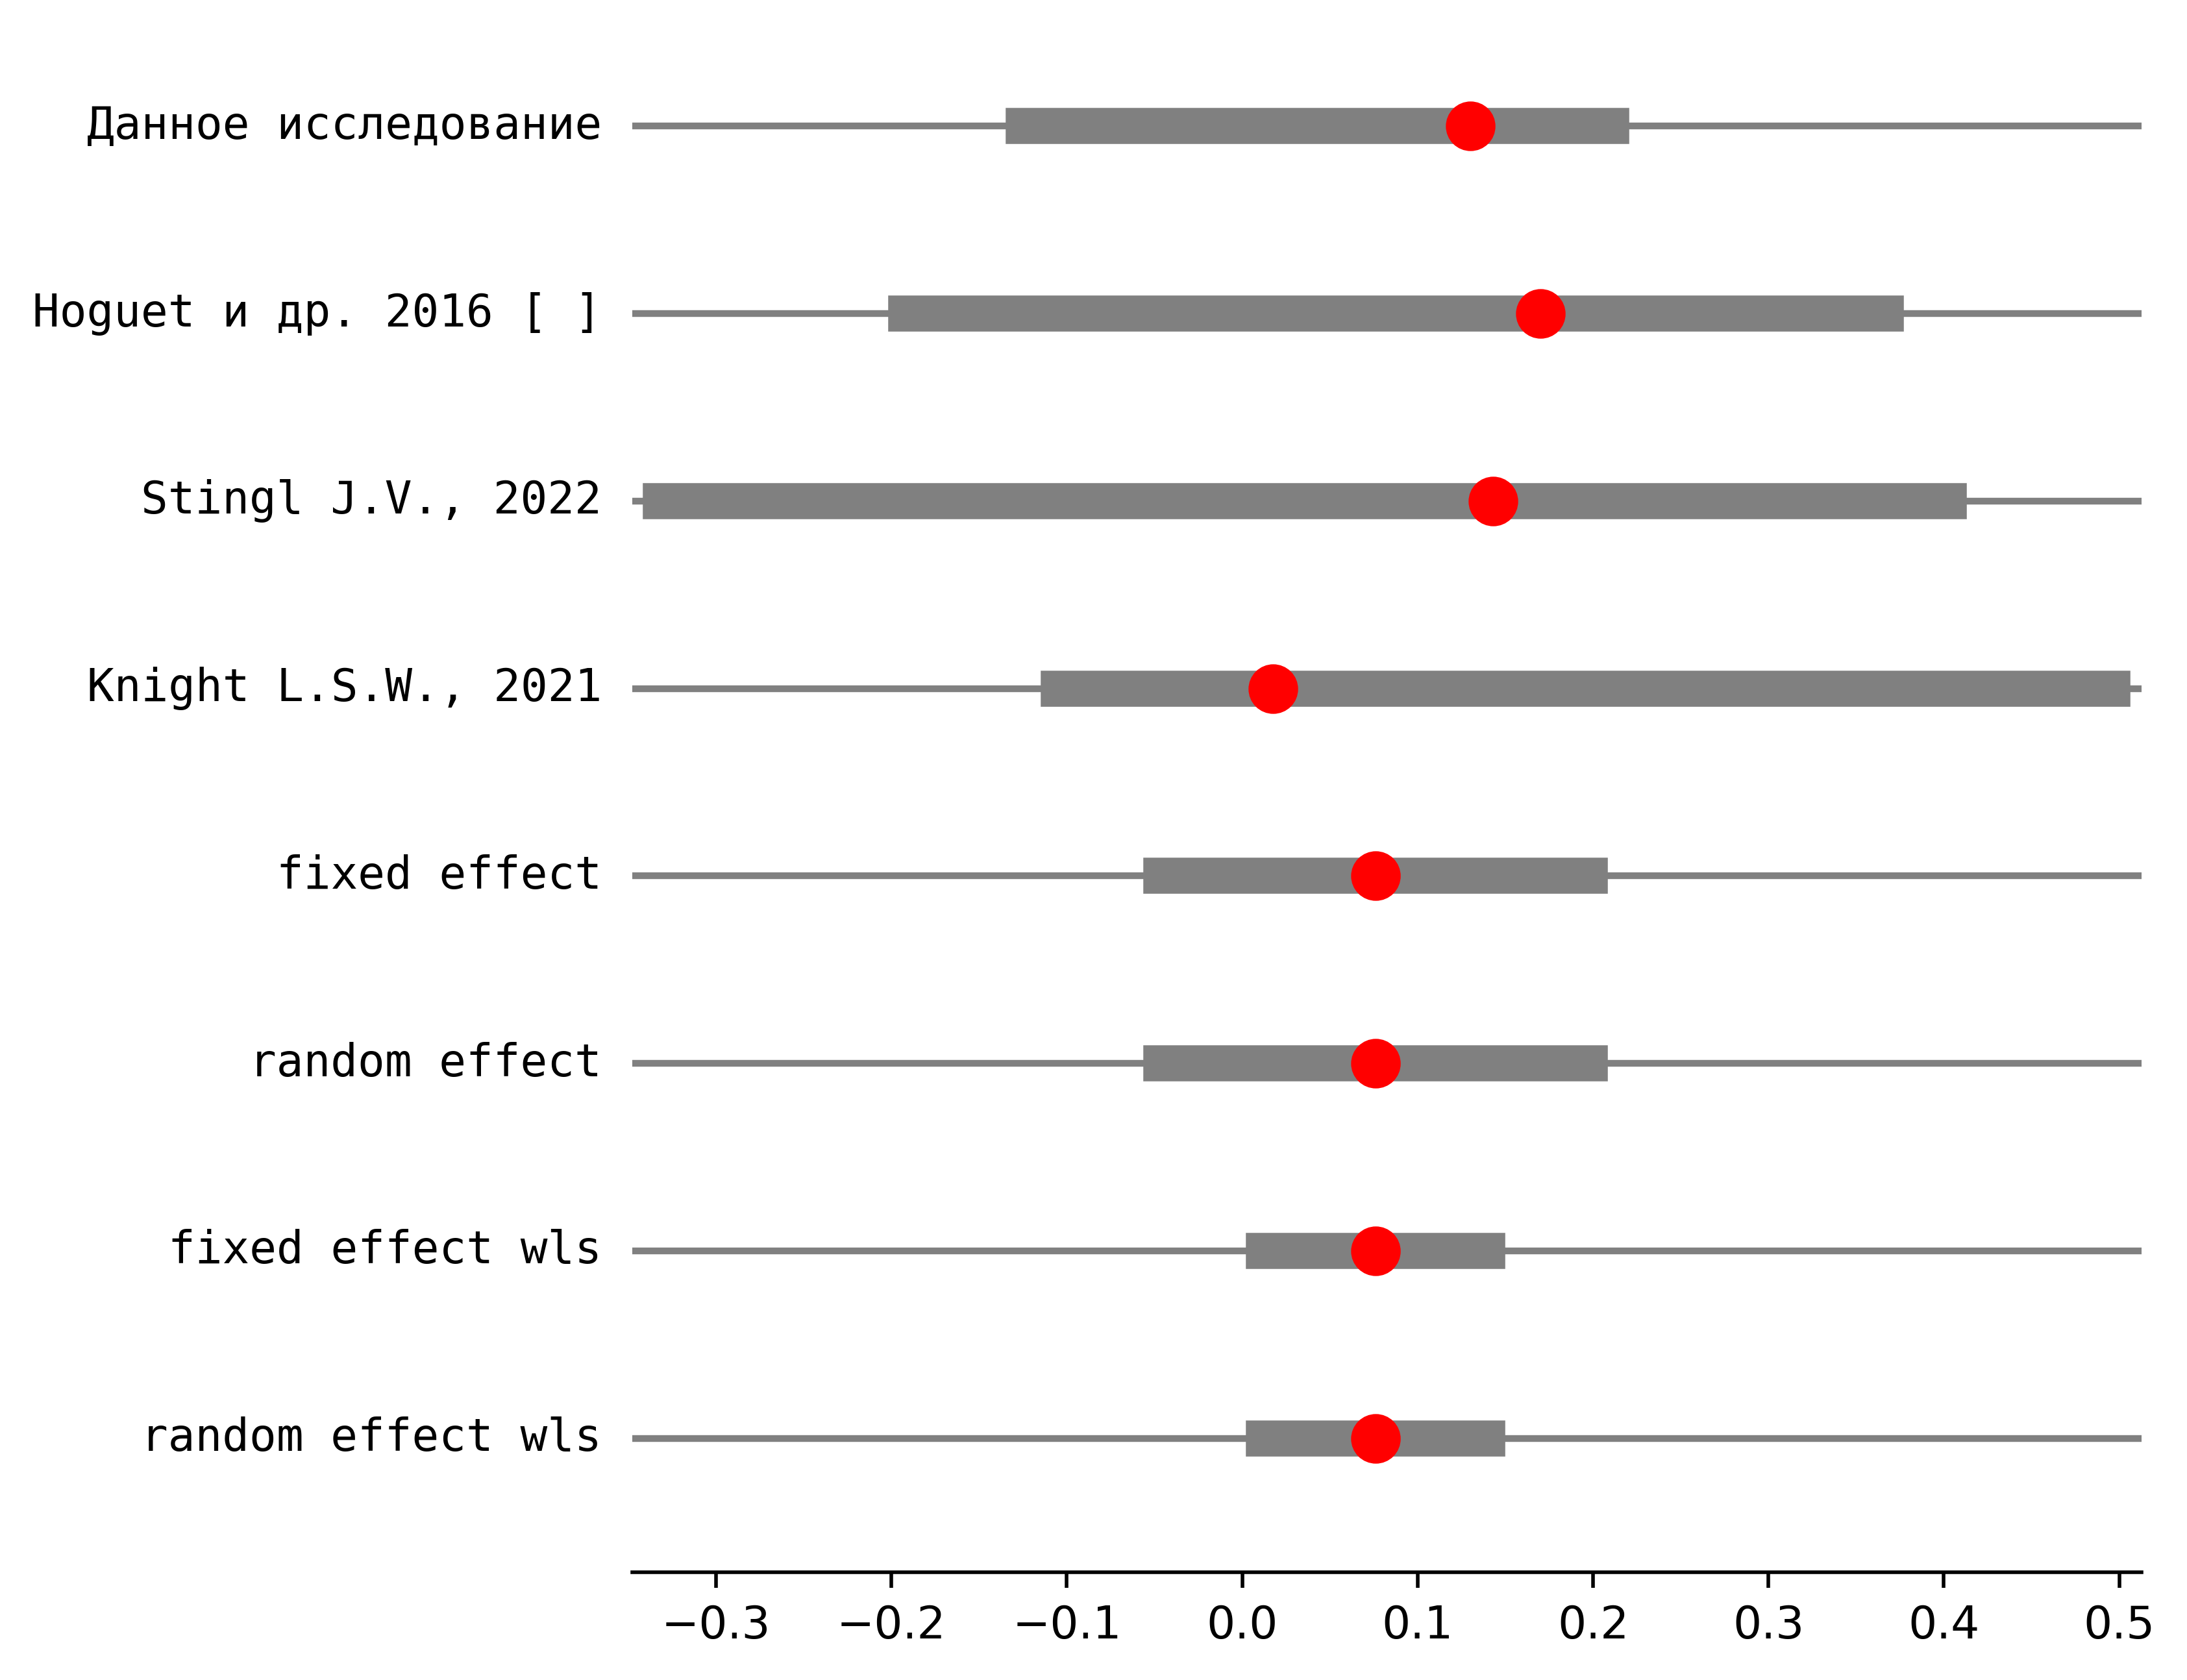 Данное исследование
Hoguet и др. 2016 [ ]
Stingl J.V., 2022
Knight L.S.W., 2021
fixed effect
random effect
fixed effect wls
random effect wls
−0.3 −0.2 −0.1 0.0 0.1 0.2 0.3 0.4 0.5